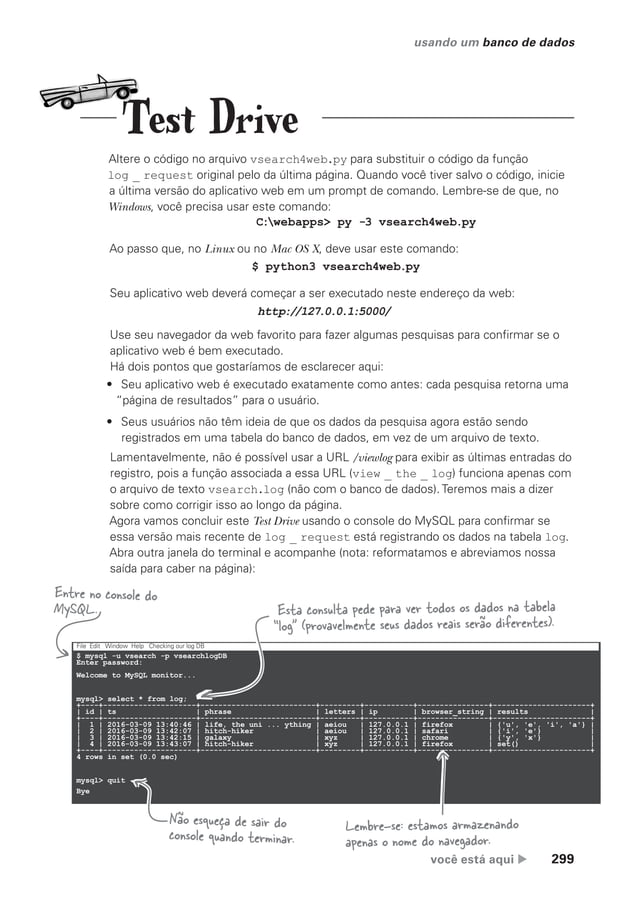 usando um banco de dados
Test Drive
Altere o código no arquivo vsearch4web.py para substituir o código da função
log _ request original pelo da última página. Quando você tiver salvo o código, inicie
a última versão do aplicativo web em um prompt de comando. Lembre-se de que, no
Windows, você precisa usar este comando:
C:\webapps> py -3 vsearch4web.py
Ao passo que, no Linux ou no Mac OS X, deve usar este comando:
$ python3 vsearch4web.py
Seu aplicativo web deverá começar a ser executado neste endereço da web:
http://127.0.0.1:5000/
Use seu navegador da web favorito para fazer algumas pesquisas para confirmar se o
aplicativo web é bem executado.
Há dois pontos que gostaríamos de esclarecer aqui:
• Seu aplicativo web é executado exatamente como antes: cada pesquisa retorna uma
“página de resultados” para o usuário.
• Seus usuários não têm ideia de que os dados da pesquisa agora estão sendo
registrados em uma tabela do banco de dados, em vez de um arquivo de texto.
Lamentavelmente, não é possível usar a URL /viewlog para exibir as últimas entradas do
registro, pois a função associada a essa URL (view _ the _ log) funciona apenas com
o arquivo de texto vsearch.log (não com o banco de dados). Teremos mais a dizer
sobre como corrigir isso ao longo da página.
Agora vamos concluir este Test Drive usando o console do MySQL para confirmar se
essa versão mais recente de log _ request está registrando os dados na tabela log.
Abra outra janela do terminal e acompanhe (nota: reformatamos e abreviamos nossa
saída para caber na página):
Entre no console do
MySQL.
Esta consulta pede para ver todos os dados na tabela
“log” (provavelmente seus dados reais serão diferentes).
File Edit Window Help Checking our log DB
$ mysql -u vsearch -p vsearchlogDB
Enter password:
Welcome to MySQL monitor...
mysql> select * from log;
+----+---------------------+--------------------------+---------+-----------+----------------+----------------------+
| id | ts | phrase | letters | ip | browser_string | results |
+----+---------------------+--------------------------+---------+-----------+----------------+----------------------+
| 1 | 2016-03-09 13:40:46 | life, the uni ... ything | aeiou | 127.0.0.1 | firefox | {'u', 'e', 'i', 'a'} |
| 2 | 2016-03-09 13:42:07 | hitch-hiker | aeiou | 127.0.0.1 | safari | {'i', 'e'} |
| 3 | 2016-03-09 13:42:15 | galaxy | xyz | 127.0.0.1 | chrome | {'y', 'x'} |
| 4 | 2016-03-09 13:43:07 | hitch-hiker | xyz | 127.0.0.1 | firefox | set() |
+----+---------------------+--------------------------+---------+-----------+----------------+----------------------+
4 rows in set (0.0 sec)
mysql> quit
Bye
Não esqueça de sair do
console quando terminar.
Lembre-se: estamos armazenando
apenas o nome do navegador.
você está aqui ▶ 299